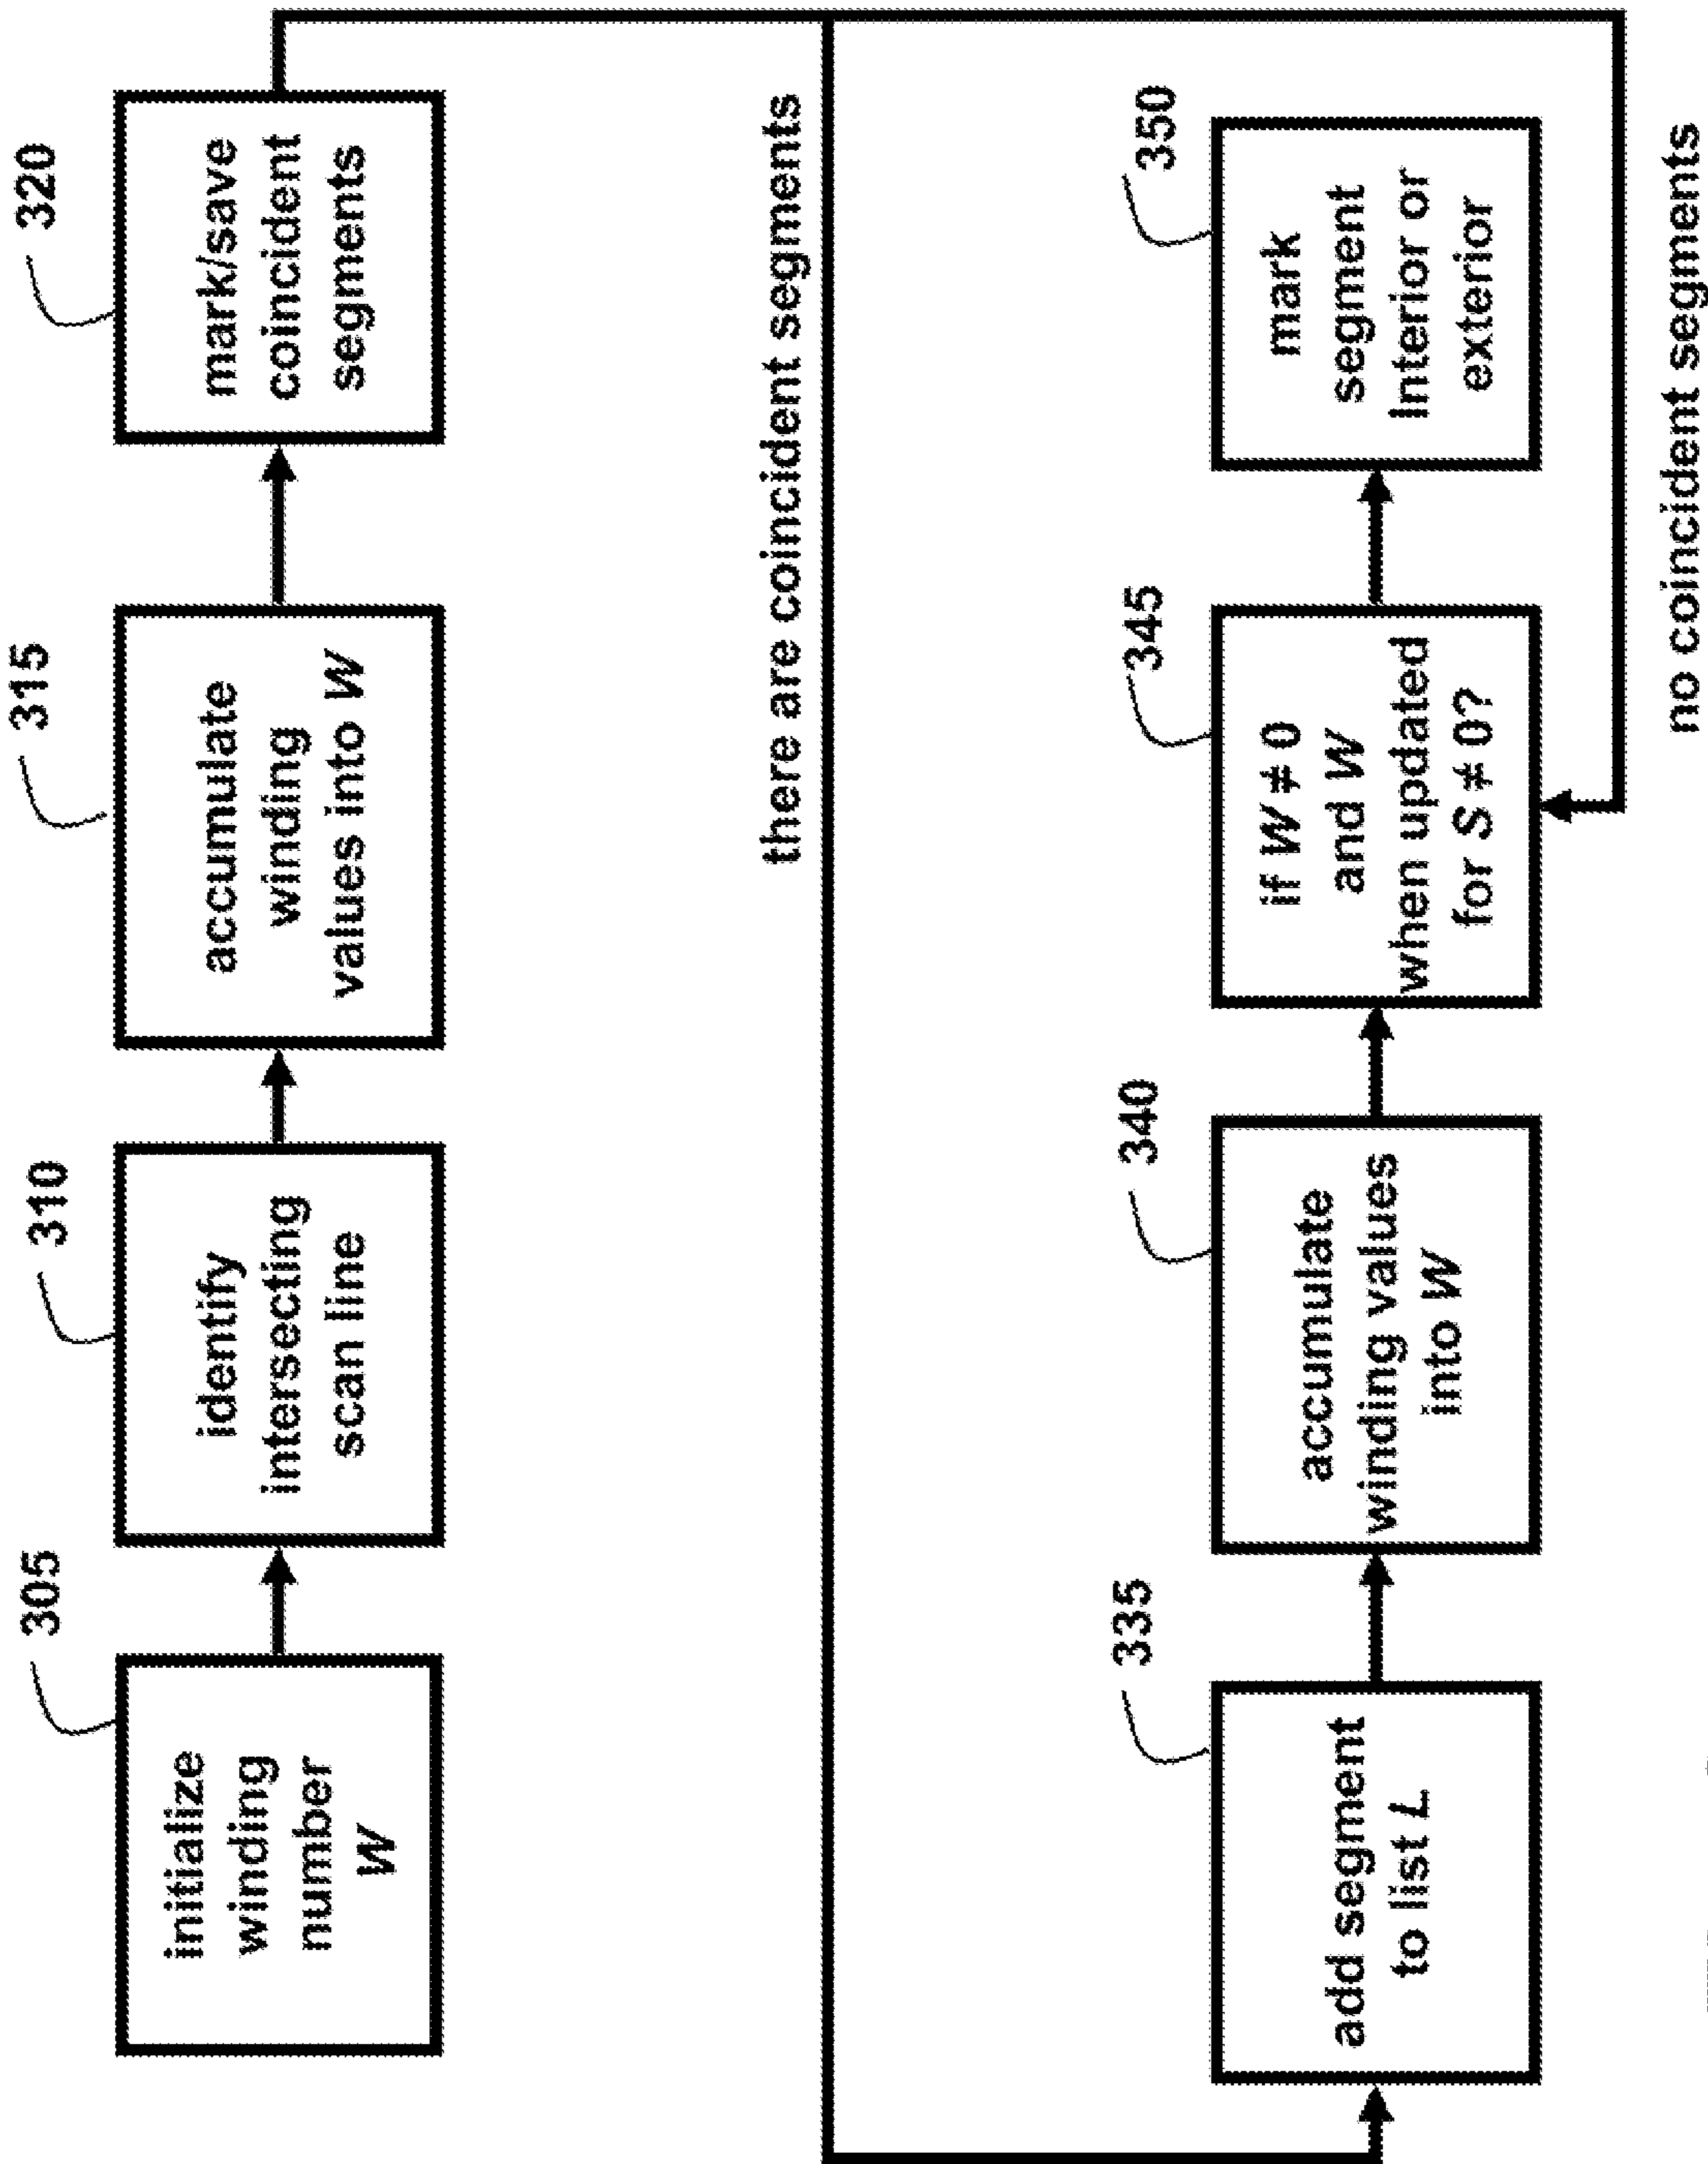 305
initialize
winding
number
W
310
identify
intersecting
scan line
315
accumulate
winding
values into W
320
mark/save
coincident
segments
there are coincident segments
335
add segment
to list L
340
accumulate
winding values
into W
345
if W ≠ 0
and W
when updated
for S ≠ 0?
350
mark
segment
interior or
exterior
no coincident segments